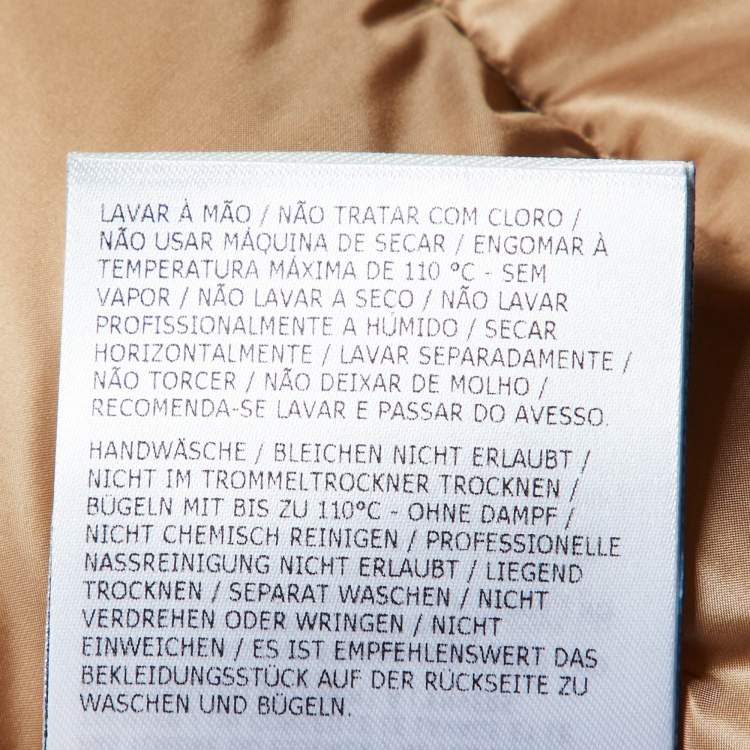 LAVAR À MÃO / NÃO TRATAR COM CLORO /
NÃO USAR MÁQUINA DE SECAR / ENGOMAR À
TEMPERATURA MÁXIMA DE 110 °C - SEM
VAPOR / NÃO LAVAR A SECO / NÃO LAVAR
PROFISSIONALMENTE A HÚMIDO / SECAR
HORIZONTALMENTE / LAVAR SEPARADAMENTE /
NÃO TORCER / NÃO DEIXAR DE MOLHO /
RECOMENDA-SE LAVAR E PASSAR DO AVESSO.
HANDWÄSCHE / BLEICHEN NICHT ERLAUBT /
NICHT IM TROMMELTROCKNER TROCKNEN /
BÜGELN MIT BIS ZU 110°C - OHNE DAMPF /
NICHT CHEMISCH REINIGEN / PROFESSIONELLE
NASSREINIGUNG NICHT ERLAUBT / LIEGEND
TROCKNEN / SEPARAT WASCHEN / NICHT
VERDREHEN ODER WRINGEN / NICHT
EINWEICHEN / ES IST EMPFEHLENSWERT DAS
BEKLEIDUNGSSTÜCK AUF DER RÜCKSEITE ZU
WASCHEN UND BÜGELN.